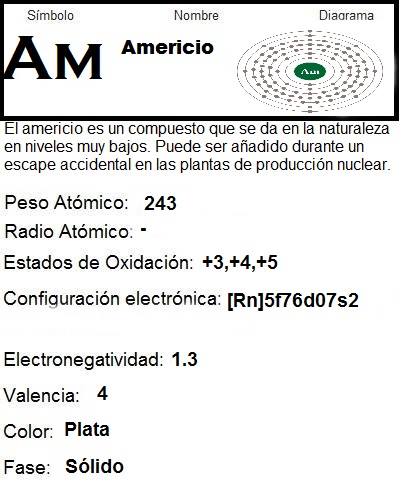 Símbolo Nombre Diagrama
AM Americio Am
El americio es un compuesto que se da en la naturaleza
en niveles muy bajos. Puede ser añadido durante un
escape accidental en las plantas de producción nuclear.
Peso Atómico: 243
Radio Atómico: -
Estados de Oxidación: +3,+4,+5
Configuración electrónica: [Rn]5f76d07s2
Electronegatividad: 1.3
Valencia: 4
Color: Plata
Fase: Sólido